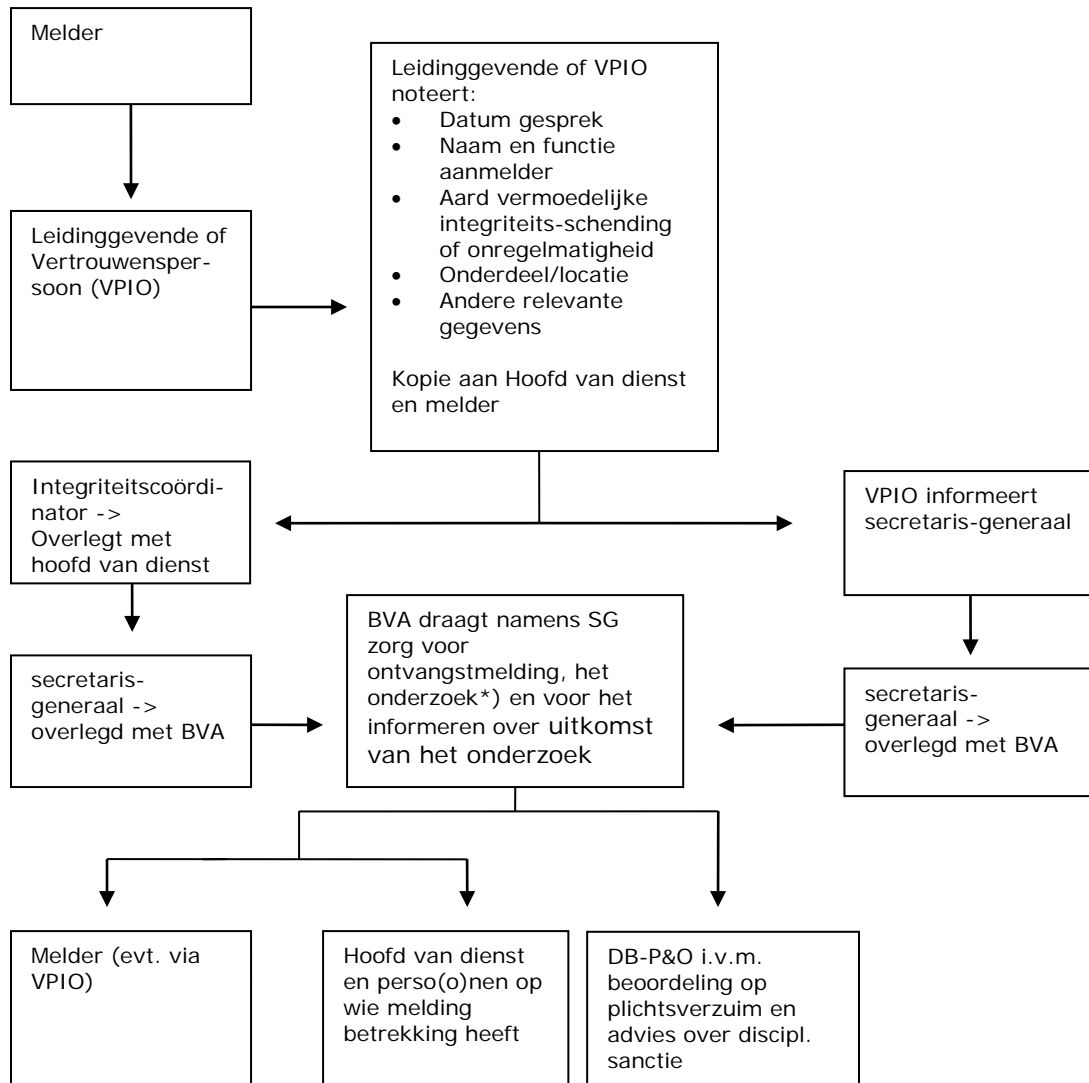 Melder
Leidinggevende of VPIO
noteert:
• Datum gesprek
• Naam en functie
aanmelder
• Aard vermoedelijke
integriteits-schending
of onregelmatigheid
• Onderdeel/locatie
• Andere relevante
gegevens
Kopie aan Hoofd van dienst
en melder
Leidinggevende of
Vertrouwensper-
soon (VPIO)
Integriteitscoördi-
nator ->
Overlegt met
hoofd van dienst
VPIO informeert
secretaris-generaal
BVA draagt namens SG
zorg voor
ontvangstmelding, het
onderzoek*) en voor het
informeren over uitkomst
van het onderzoek
secretaris-
generaal ->
overlegd met BVA
secretaris-
generaal ->
overlegd met BVA
Melder (evt. via
VPIO)
Hoofd van dienst
en perso(o)nen op
wie melding
betrekking heeft
DB-P&O i.v.m.
beoordeling op
plichtsverzuim en
advies over discipl.
sanctie